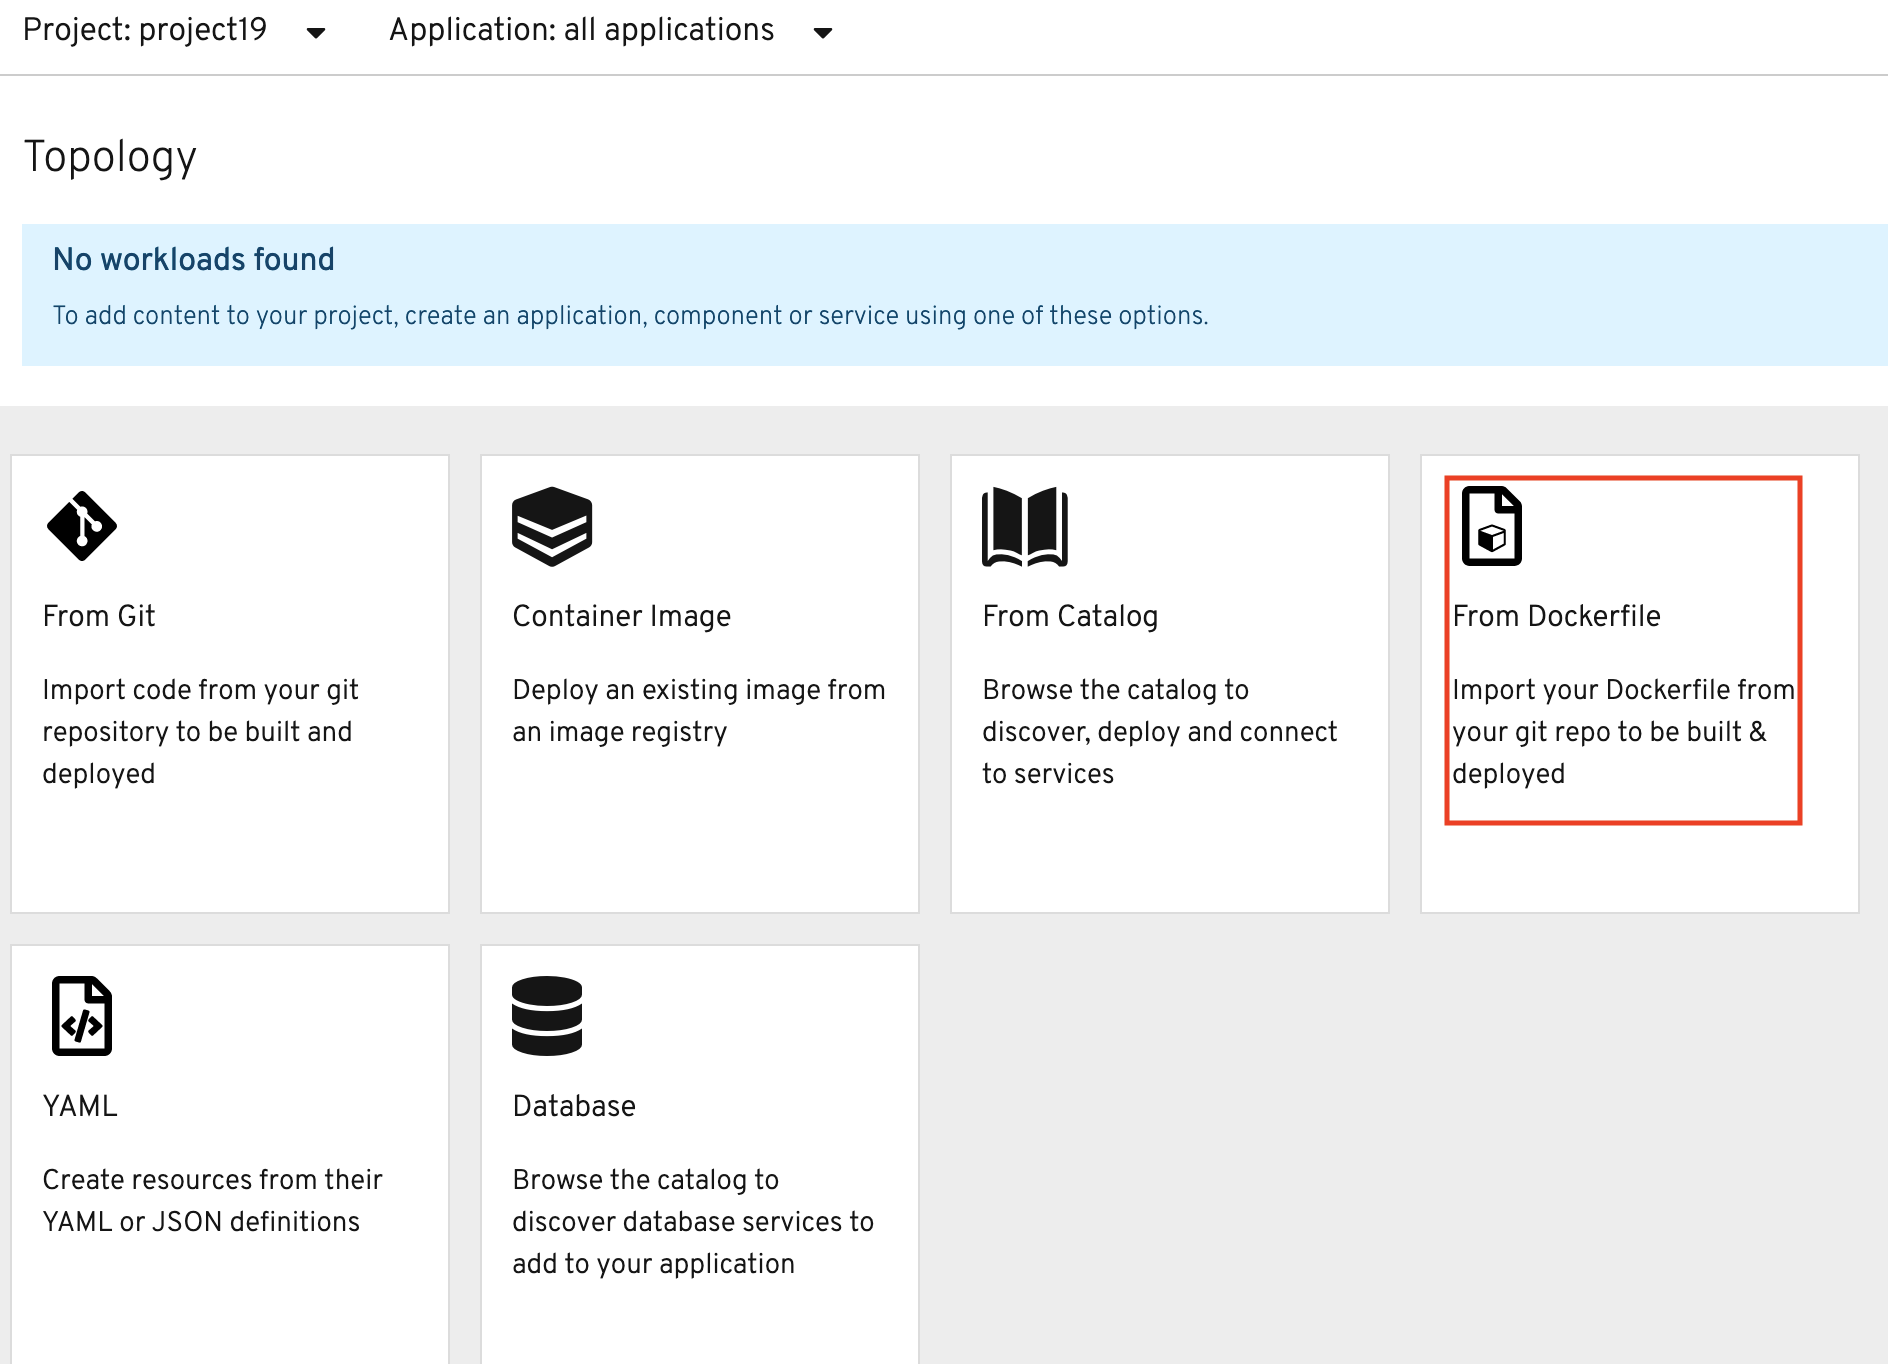 Project: project19
Application: all applications
Topology
No workloads found
To add content to your project, create an application, component or service using one of these options.
From Git
Import code from your git
repository to be built and
deployed
Container Image
Deploy an existing image from
an image registry
From Catalog
Browse the catalog to
discover, deploy and connect
to services
From Dockerfile
Import your Dockerfile from
your git repo to be built &
deployed
YAML
Create resources from their
YAML or JSON definitions
Database
Browse the catalog to
discover database services to
add to your application